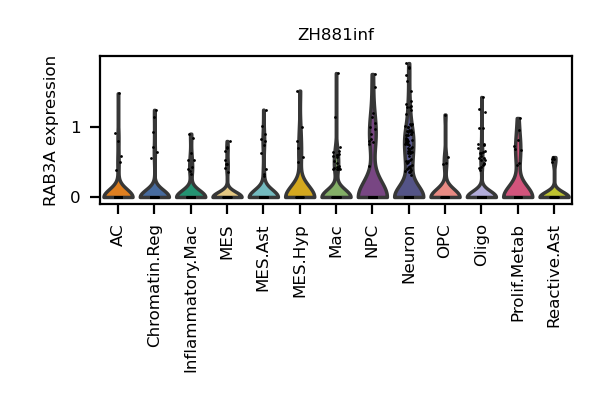 ZH881inf
RAB3A expression
1
0
AC
Chromatin.Reg
Inflammatory.Mac
MES
MES.Ast
MES.Hyp
Mac
NPC
Neuron
OPC
Oligo
Prolif.Metab
Reactive.Ast